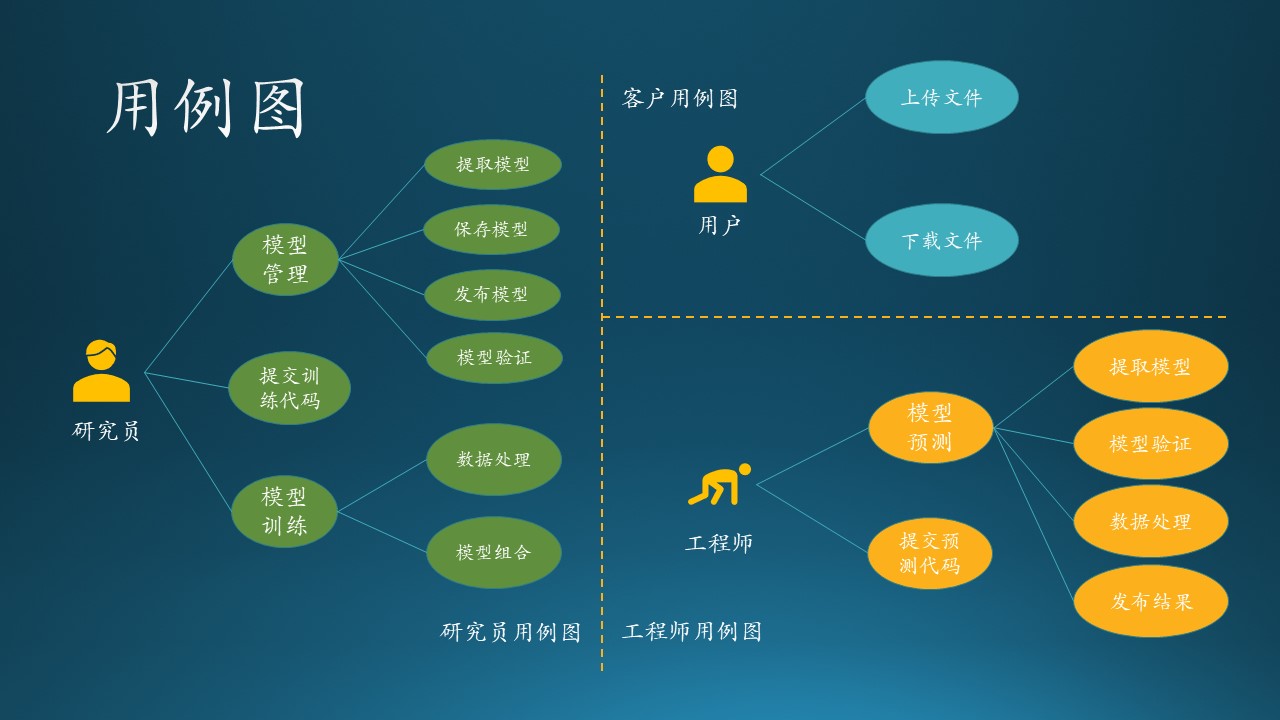 用例图
提取模型
保存模型
模型
管理
发布模型
模型验证
提交训
练代码
研究员
数据处理
模型
训练
模型组合
研究员用例图
客户用例图
上传文件
用户
下载文件
提取模型
模型
预测
模型验证
数据处理
工程师
提交预
测代码
发布结果
工程师用例图